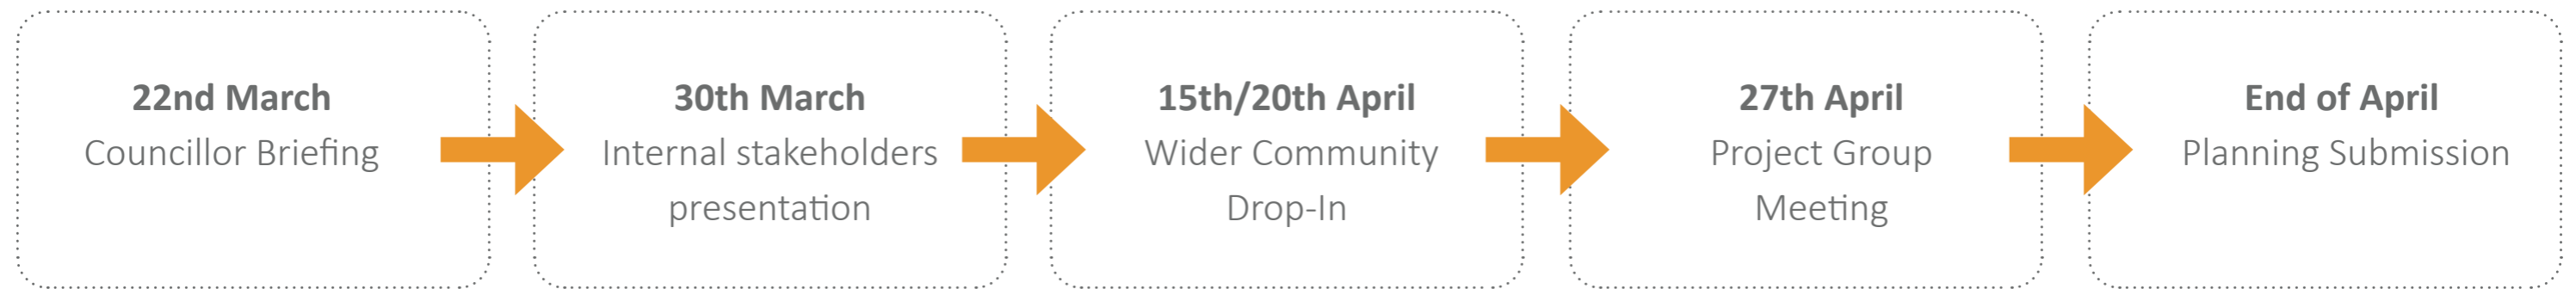 22nd March
Councillor Briefing
30th March
Internal stakeholders
presentation
15th/20th April
Wider Community
Drop-In
27th April
Project Group
Meeting
End of April
Planning Submission